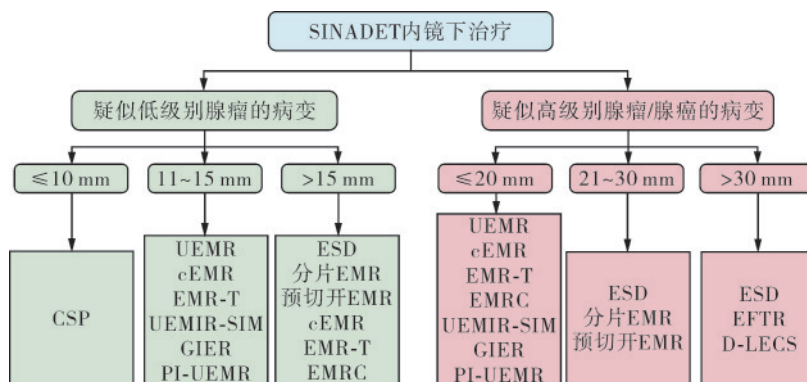 SINADET内镜下治疗
疑似低级别腺瘤的病变
疑似高级别腺瘤/腺癌的病变
≤10 mm
11~15 mm
>15 mm
≤20 mm
21~30 mm
>30 mm
CSP
UEMR
cEMR
EMR-T
UEMIR-SIM
GIER
PI-UEMR
ESD
分片EMR
预切开EMR
cEMR
EMR-T
EMRC
UEMR
cEMR
EMR-T
EMRC
UEMIR-SIM
GIER
PI-UEMR
ESD
分片EMR
预切开EMR
ESD
EFTR
D-LECS